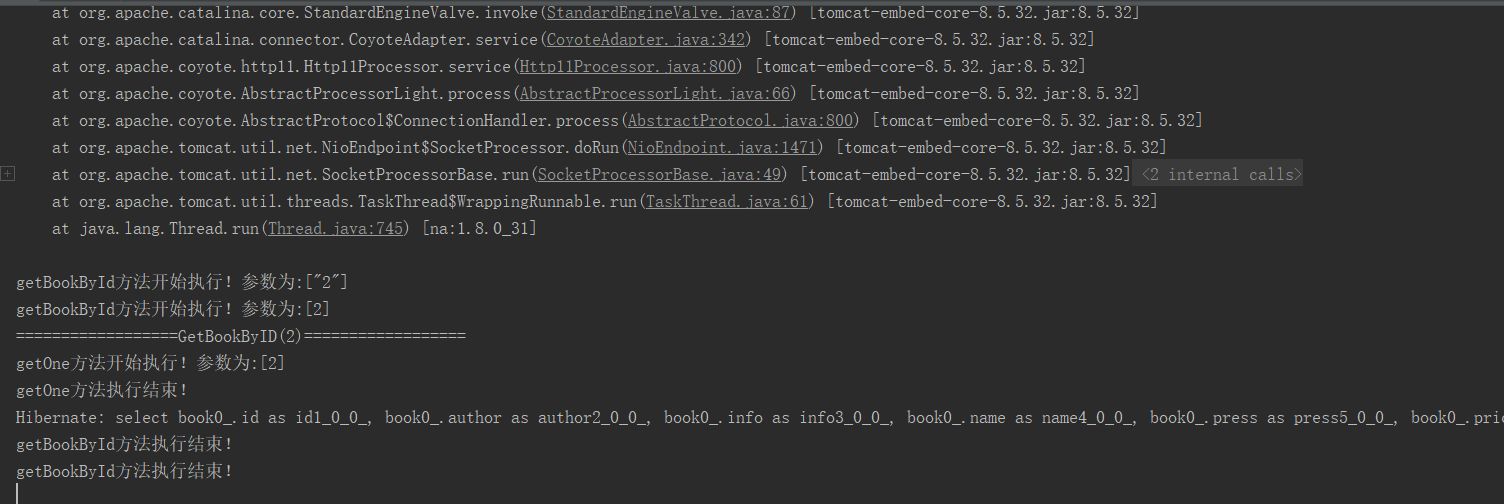 at org.apache.catalina.core.StandardEngineValve.invoke(StandardEngineValve.java:87) [tomcat-embed-core-8.5.32.jar:8.5.32]
at org.apache.catalina.connector.CoyoteAdapter.service(CoyoteAdapter.java:342) [tomcat-embed-core-8.5.32.jar:8.5.32]
at org.apache.coyote.http11.Http11Processor.service(Http11Processor.java:800) [tomcat-embed-core-8.5.32.jar:8.5.32]
at org.apache.coyote.AbstractProcessorLight.process(AbstractProcessorLight.java:66) [tomcat-embed-core-8.5.32.jar:8.5.32]
at org.apache.coyote.AbstractProtocol$ConnectionHandler.process(AbstractProtocol.java:800) [tomcat-embed-core-8.5.32.jar:8.5.32]
at org.apache.tomcat.util.net.NioEndpoint$SocketProcessor.doRun(NioEndpoint.java:1471) [tomcat-embed-core-8.5.32.jar:8.5.32]
at org.apache.tomcat.util.net.SocketProcessorBase.run(SocketProcessorBase.java:49) [tomcat-embed-core-8.5.32.jar:8.5.32] <2 internal calls>
at org.apache.tomcat.util.threads.TaskThread$WrappingRunnable.run(TaskThread.java:61) [tomcat-embed-core-8.5.32.jar:8.5.32]
at java.lang.Thread.run(Thread.java:745) [na:1.8.0_31]
getBookById方法开始执行！参数为:["2"]
getBookById方法开始执行！参数为:[2]
==================GetBookByID(2)==================
getOne方法开始执行！参数为:[2]
getOne方法执行结束！
Hibernate: select book0_.id as id1_0_0_, book0_.author as author2_0_0_, book0_.info as info3_0_0_, book0_.name as name4_0_0_, book0_.press as press5_0_0_, book0_.pric
getBookById方法执行结束！
getBookById方法执行结束！